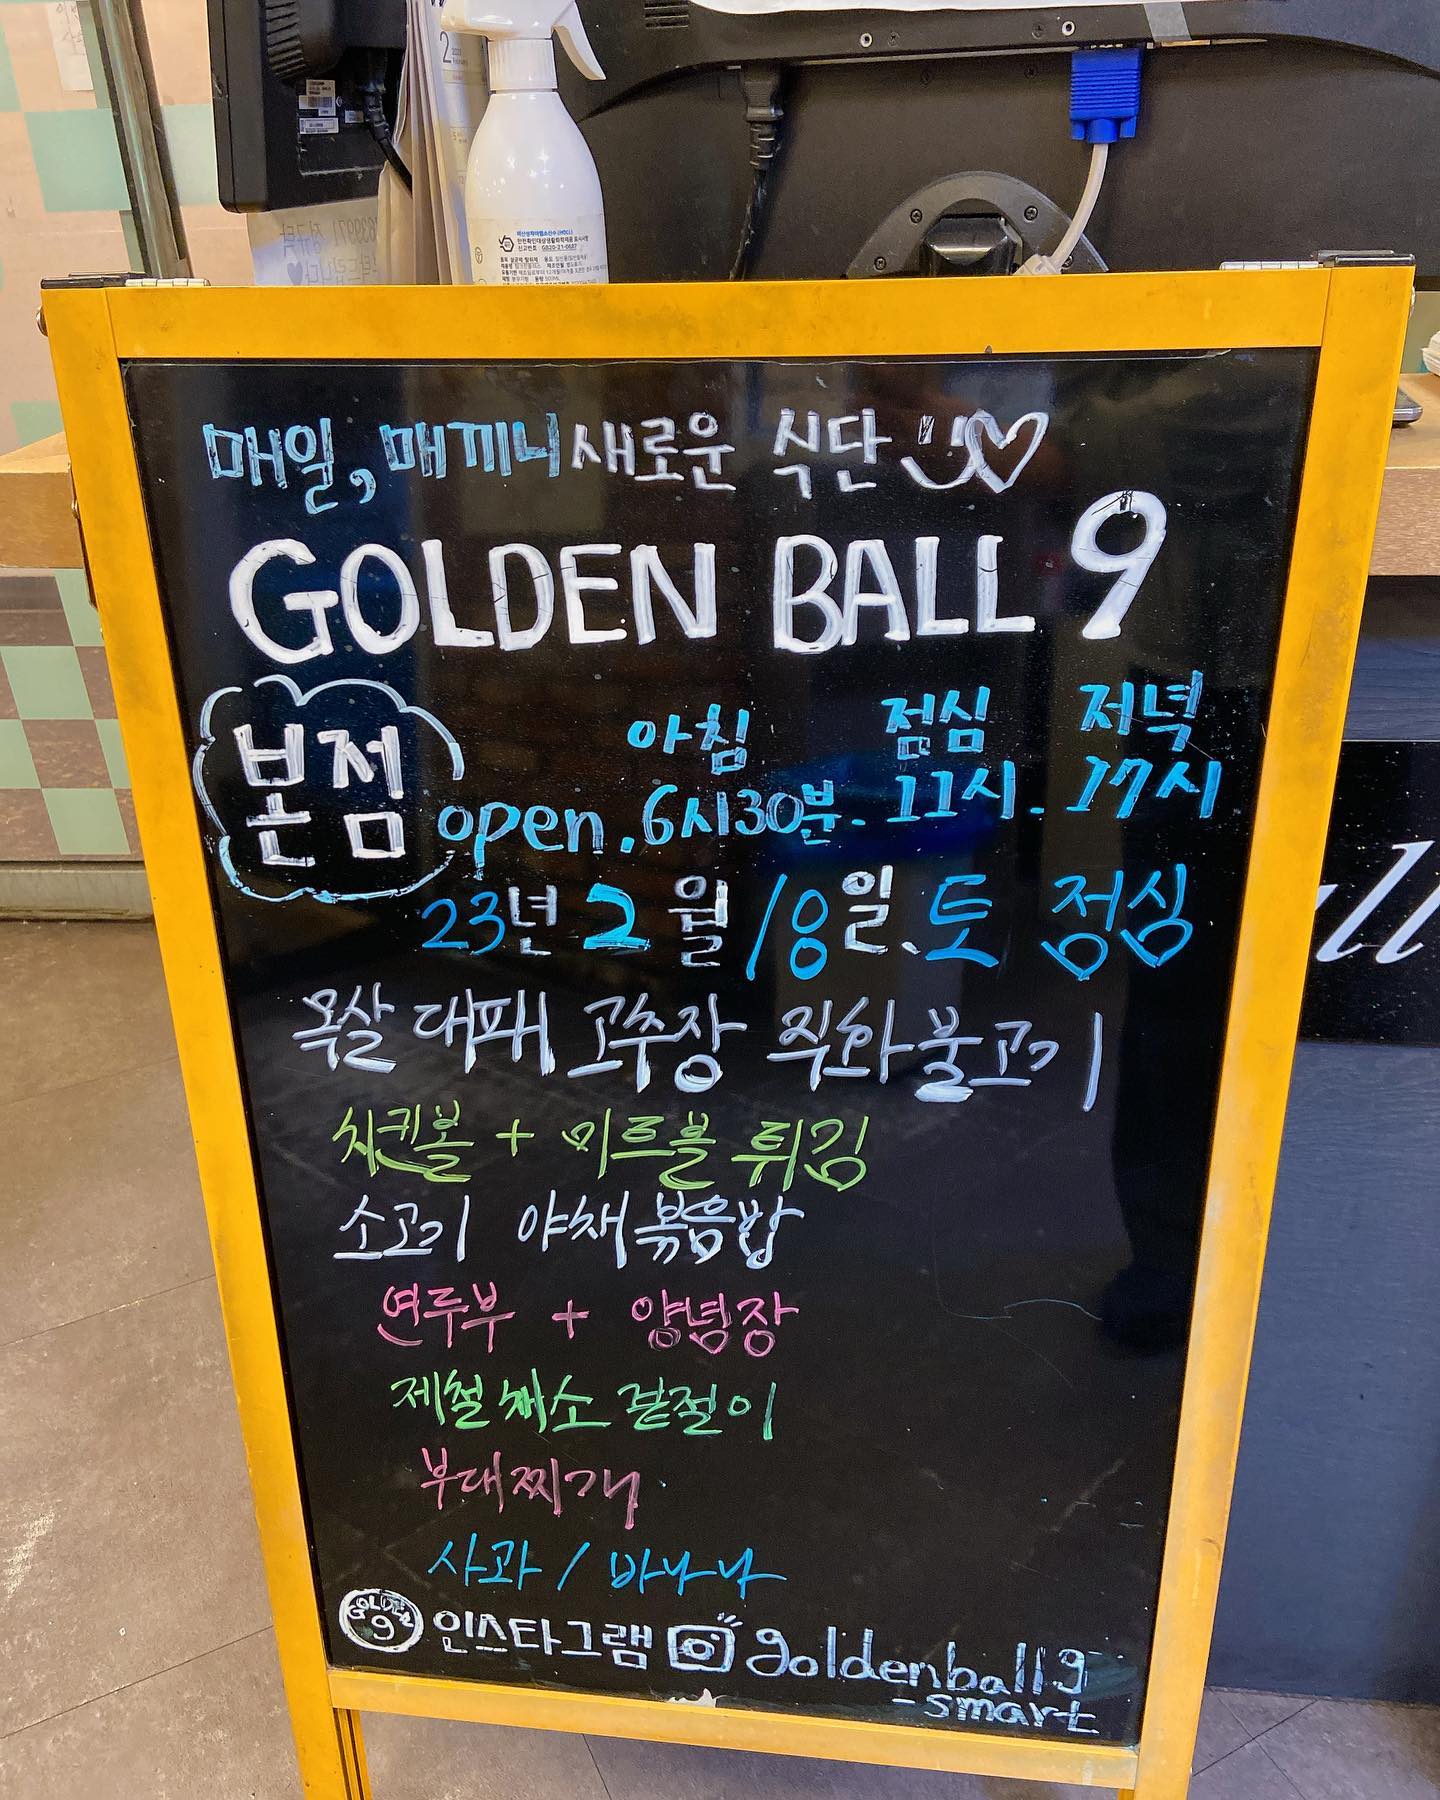 매일, 매끼니 새로운 식단
GOLDEN BALL 9
본점
아침 점심 저녁
open. 6시30분. 11시. 17시
23년 2월 18일. 토 점심
목살 대패 고추장 직화불고기
치킨볼 + 미트볼 튀김
소고기 야채볶음밥
연두부 + 양념장
제철채소 겉절이
부대찌개
사과 / 바나나
GOLDEN 9 인스타그램 goldenball9
-smart